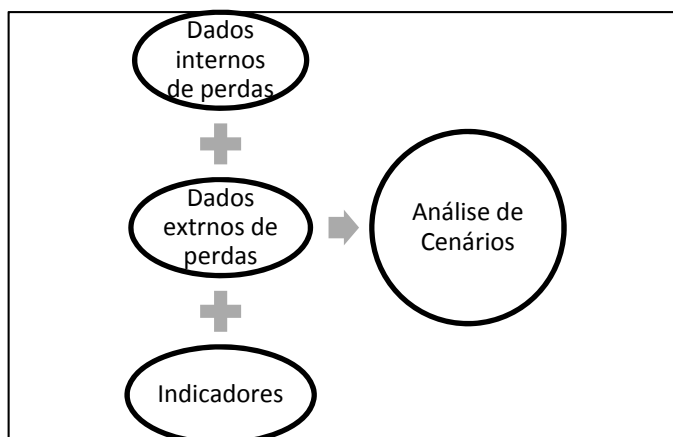 Dados
internos
de perdas
Dados
extrnos de
perdas
Análise de
Cenários
Indicadores